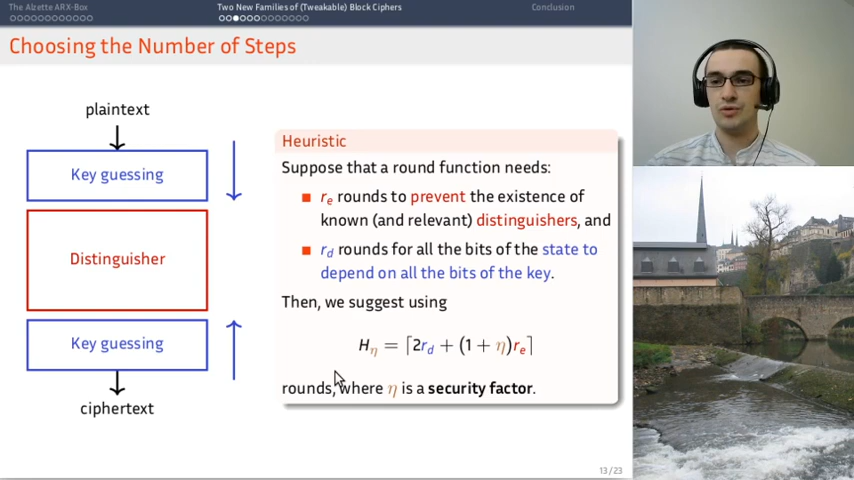 The Alzette ARX-Box
Two New Families of (Tweakable) Block Ciphers
Conclusion
Choosing the Number of Steps
plaintext
Key guessing
Distinguisher
Key guessing
ciphertext
Heuristic
Suppose that a round function needs:
rₑ rounds to prevent the existence of
known (and relevant) distinguishers, and
r_d rounds for all the bits of the state to
depend on all the bits of the key.
Then, we suggest using
H_η = ⌈2r_d + (1 + η)rₑ⌉
rounds, where η is a security factor.
13/23